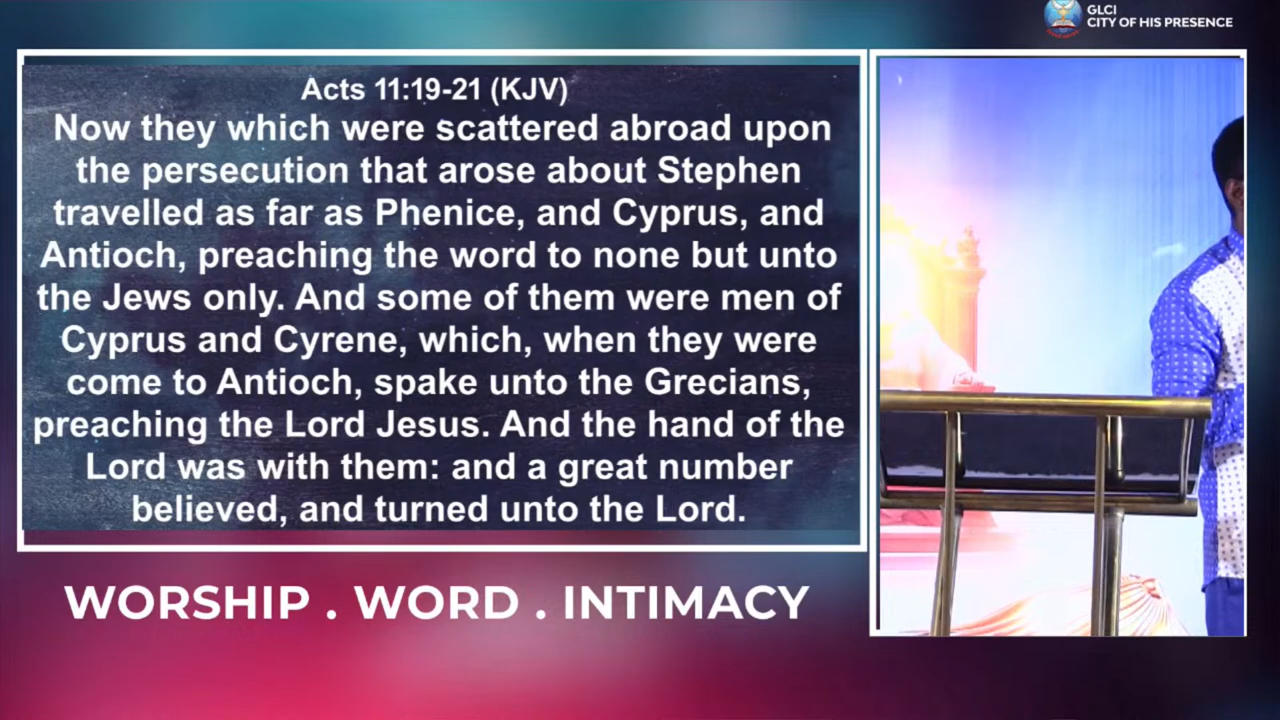 GLCI
CITY OF HIS PRESENCE
Acts 11:19-21 (KJV)
Now they which were scattered abroad upon
the persecution that arose about Stephen
travelled as far as Phenice, and Cyprus, and
Antioch, preaching the word to none but unto
the Jews only. And some of them were men of
Cyprus and Cyrene, which, when they were
come to Antioch, spake unto the Grecians,
preaching the Lord Jesus. And the hand of the
Lord was with them: and a great number
believed, and turned unto the Lord.
WORSHIP . WORD . INTIMACY